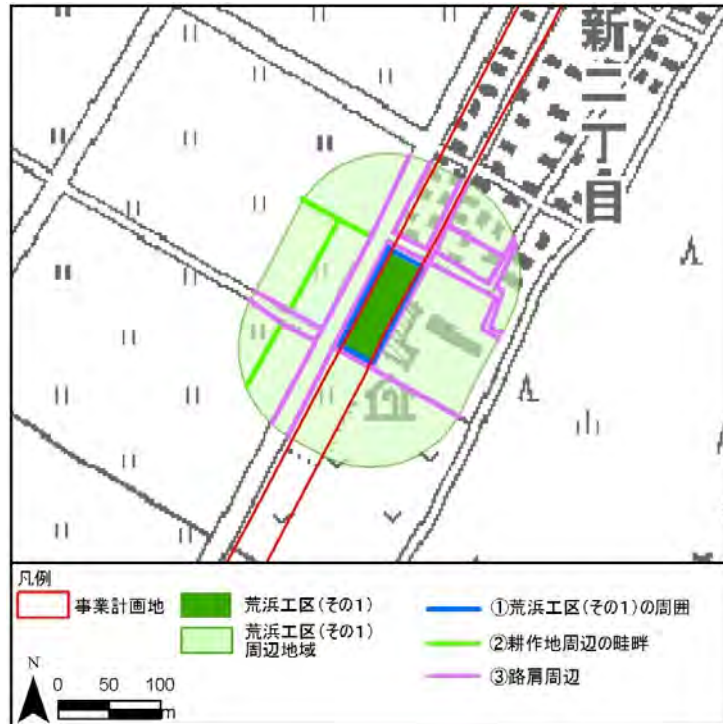 新二丁目
凡例
事業計画地
荒浜工区(その1)
荒浜工区(その1)
周辺地域
①荒浜工区(その1)の周囲
②耕作地周辺の畦畔
③路肩周辺
N
0 50 100
m